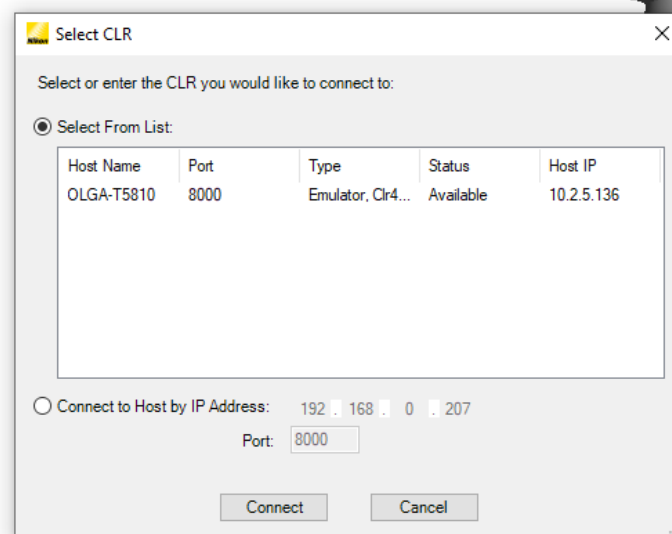 Nikon Select CLR
Select or enter the CLR you would like to connect to:
Select From List:
Host Name Port Type Status Host IP
OLGA-T5810 8000 Emulator, Clr4... Available 10.2.5.136
Connect to Host by IP Address: 192 . 168 . 0 . 207
Port: 8000
Connect Cancel